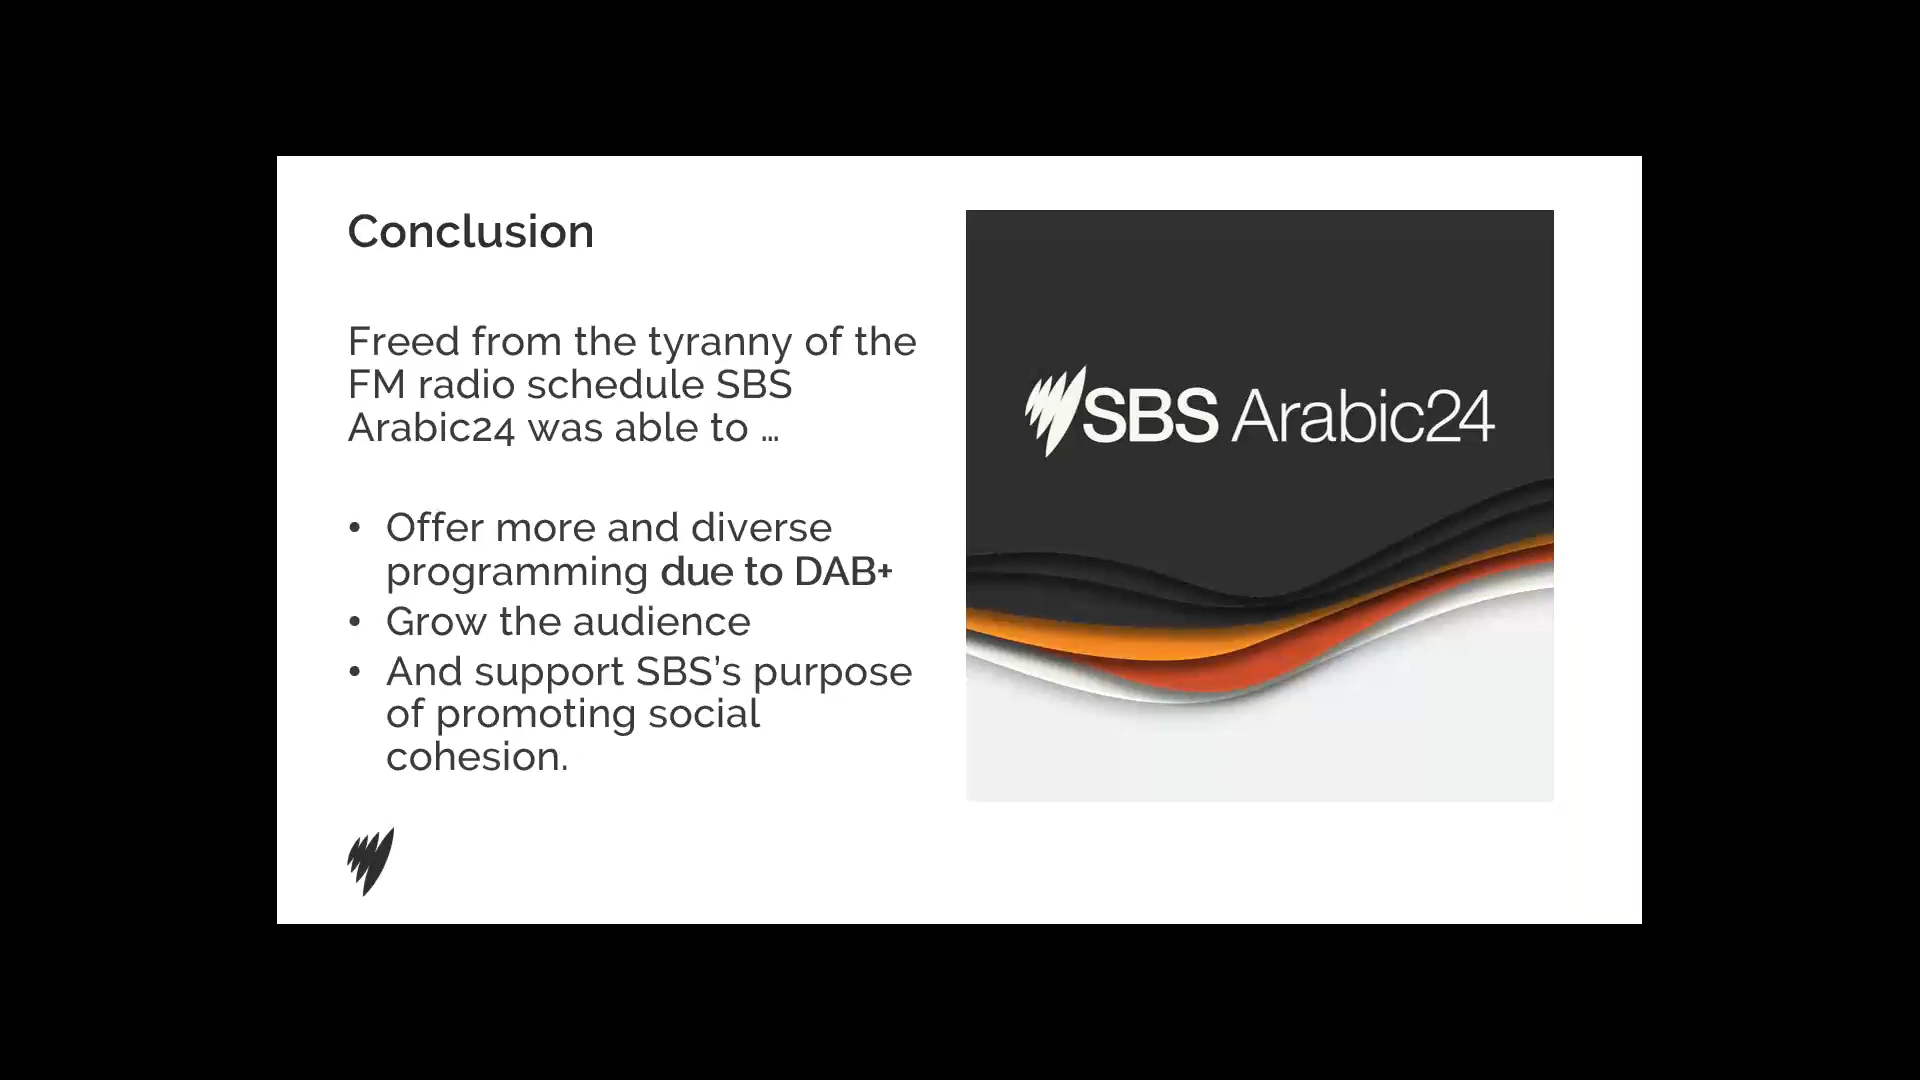 Conclusion
Freed from the tyranny of the
FM radio schedule SBS
Arabic24 was able to ...
• Offer more and diverse
programming due to DAB+
• Grow the audience
• And support SBS’s purpose
of promoting social
cohesion.
SBS Arabic24